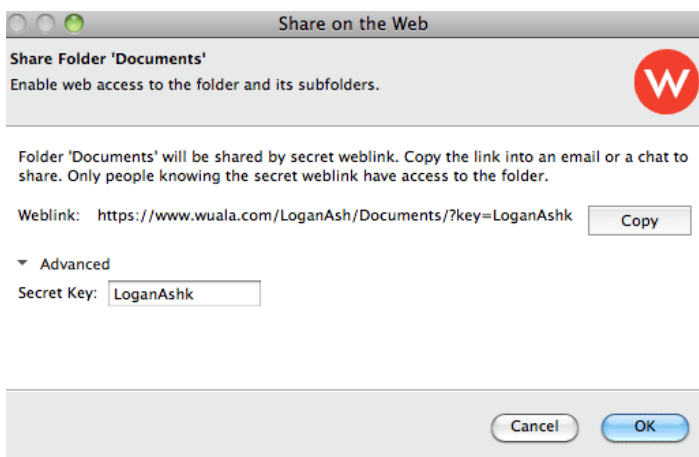 Share on the Web
Share Folder 'Documents'
Enable web access to the folder and its subfolders.
W
Folder 'Documents' will be shared by secret weblink. Copy the link into an email or a chat to
share. Only people knowing the secret weblink have access to the folder.
Weblink: https://www.wuala.com/LoganAsh/Documents/?key=LoganAshk Copy
Advanced
Secret Key: LoganAshk
Cancel OK